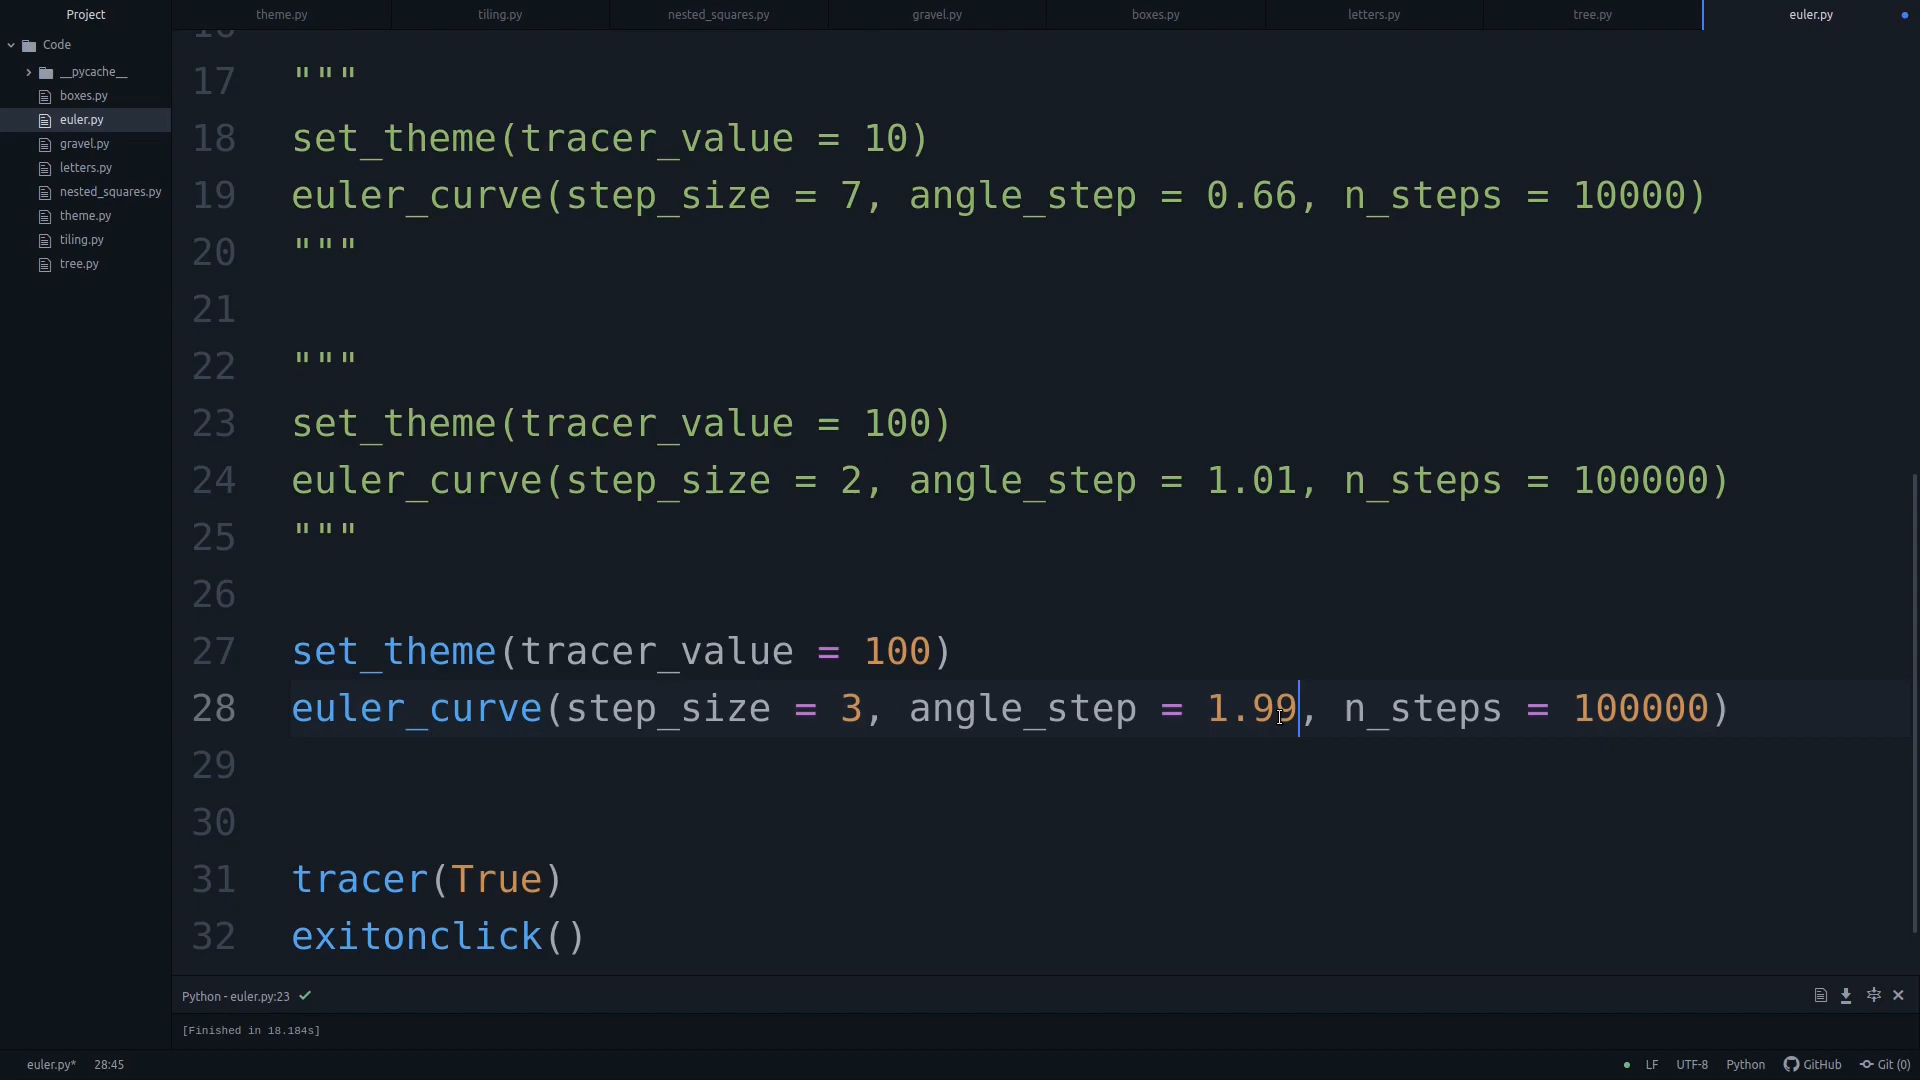 Project
theme.py
tiling.py
nested_squares.py
gravel.py
boxes.py
letters.py
tree.py
euler.py
Code
__pycache__
boxes.py
euler.py
gravel.py
letters.py
nested_squares.py
theme.py
tiling.py
tree.py
16
17 """
18 set_theme(tracer_value = 10)
19 euler_curve(step_size = 7, angle_step = 0.66, n_steps = 10000)
20 """
21
22 """
23 set_theme(tracer_value = 100)
24 euler_curve(step_size = 2, angle_step = 1.01, n_steps = 100000)
25 """
26
27 set_theme(tracer_value = 100)
28 euler_curve(step_size = 3, angle_step = 1.99, n_steps = 100000)
29
30
31 tracer(True)
32 exitonclick()
Python - euler.py:23
[Finished in 18.184s]
euler.py* 28:45
LF UTF-8 Python GitHub Git (0)